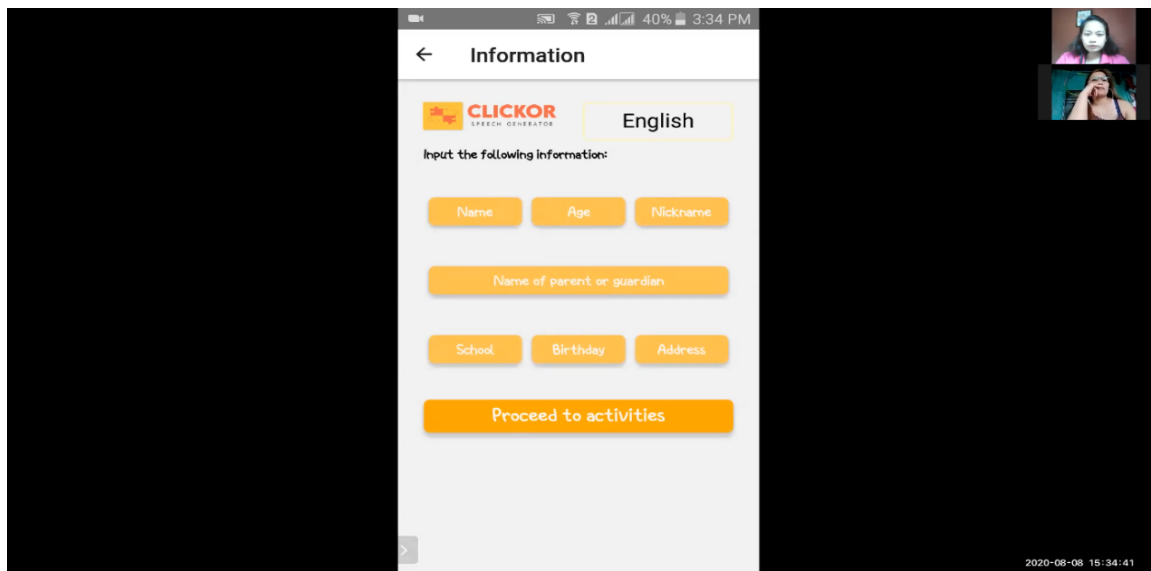 2 40% 3:34 PM
Information
CLICKOR
SPEECH GENERATOR
English
Input the following information:
Name Age Nickname
Name of parent or guardian
School Birthday Address
Proceed to activities
2020-08-08 15:34:41